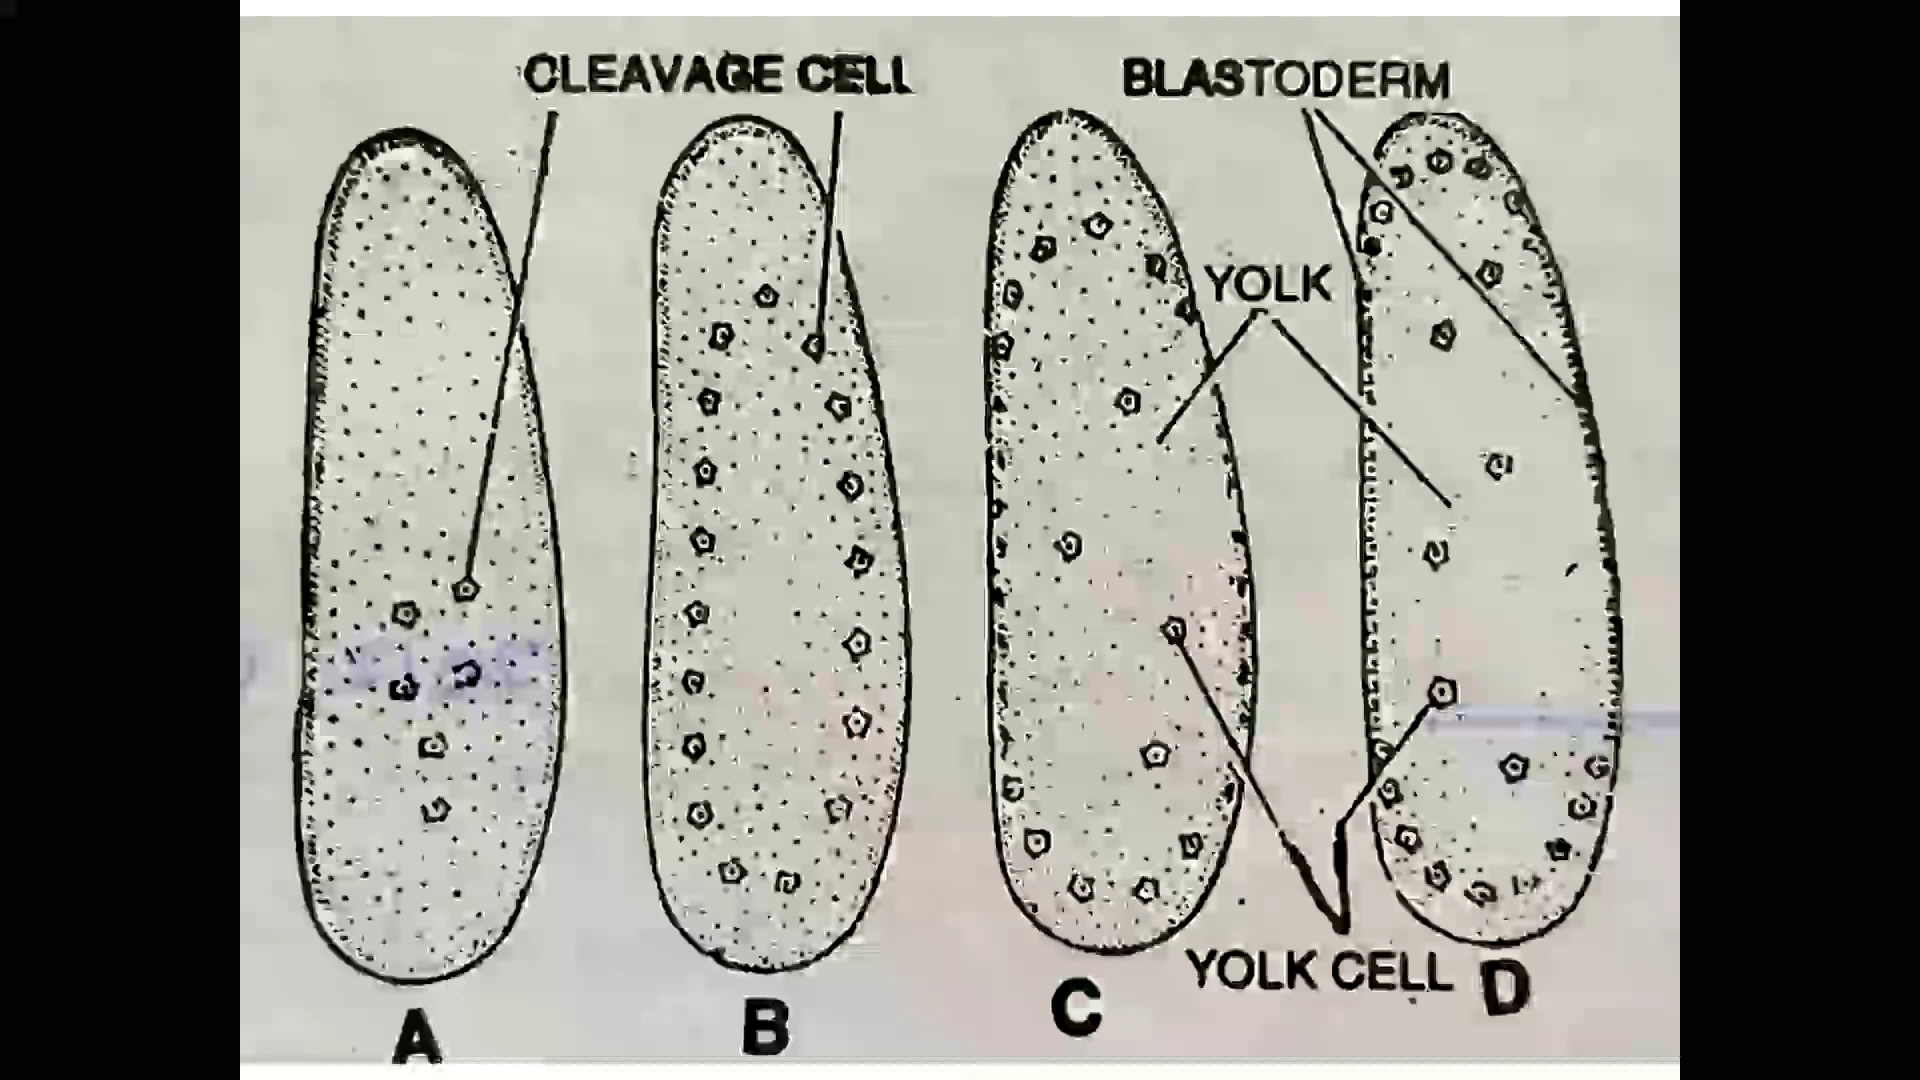 CLEAVAGE CELL
BLASTODERM
YOLK
YOLK CELL
A
B
C
D